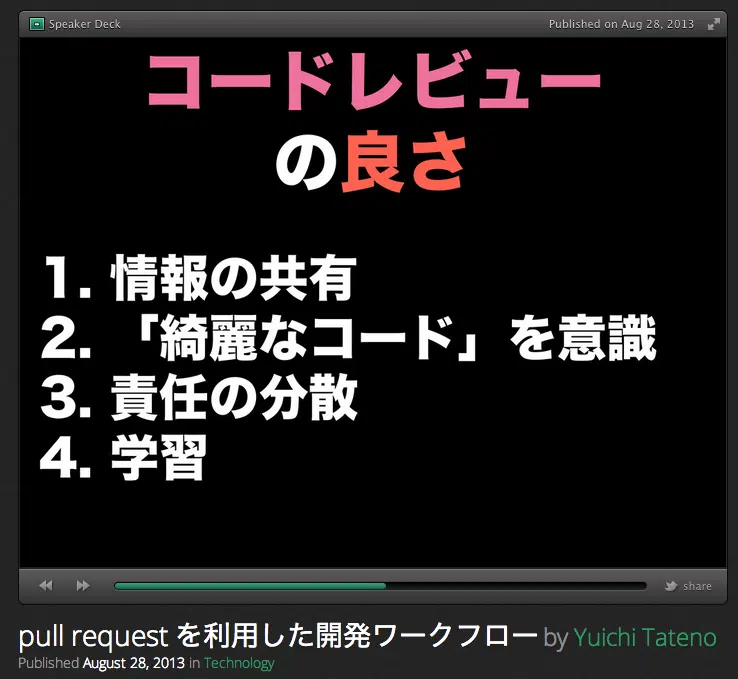 Speaker Deck
Published on Aug 28, 2013
コードレビュー
の良さ
1. 情報の共有
2. 「綺麗なコード」を意識
3. 責任の分散
4. 学習
share
pull request を利用した開発ワークフロー by Yuichi Tateno
Published August 28, 2013 in Technology